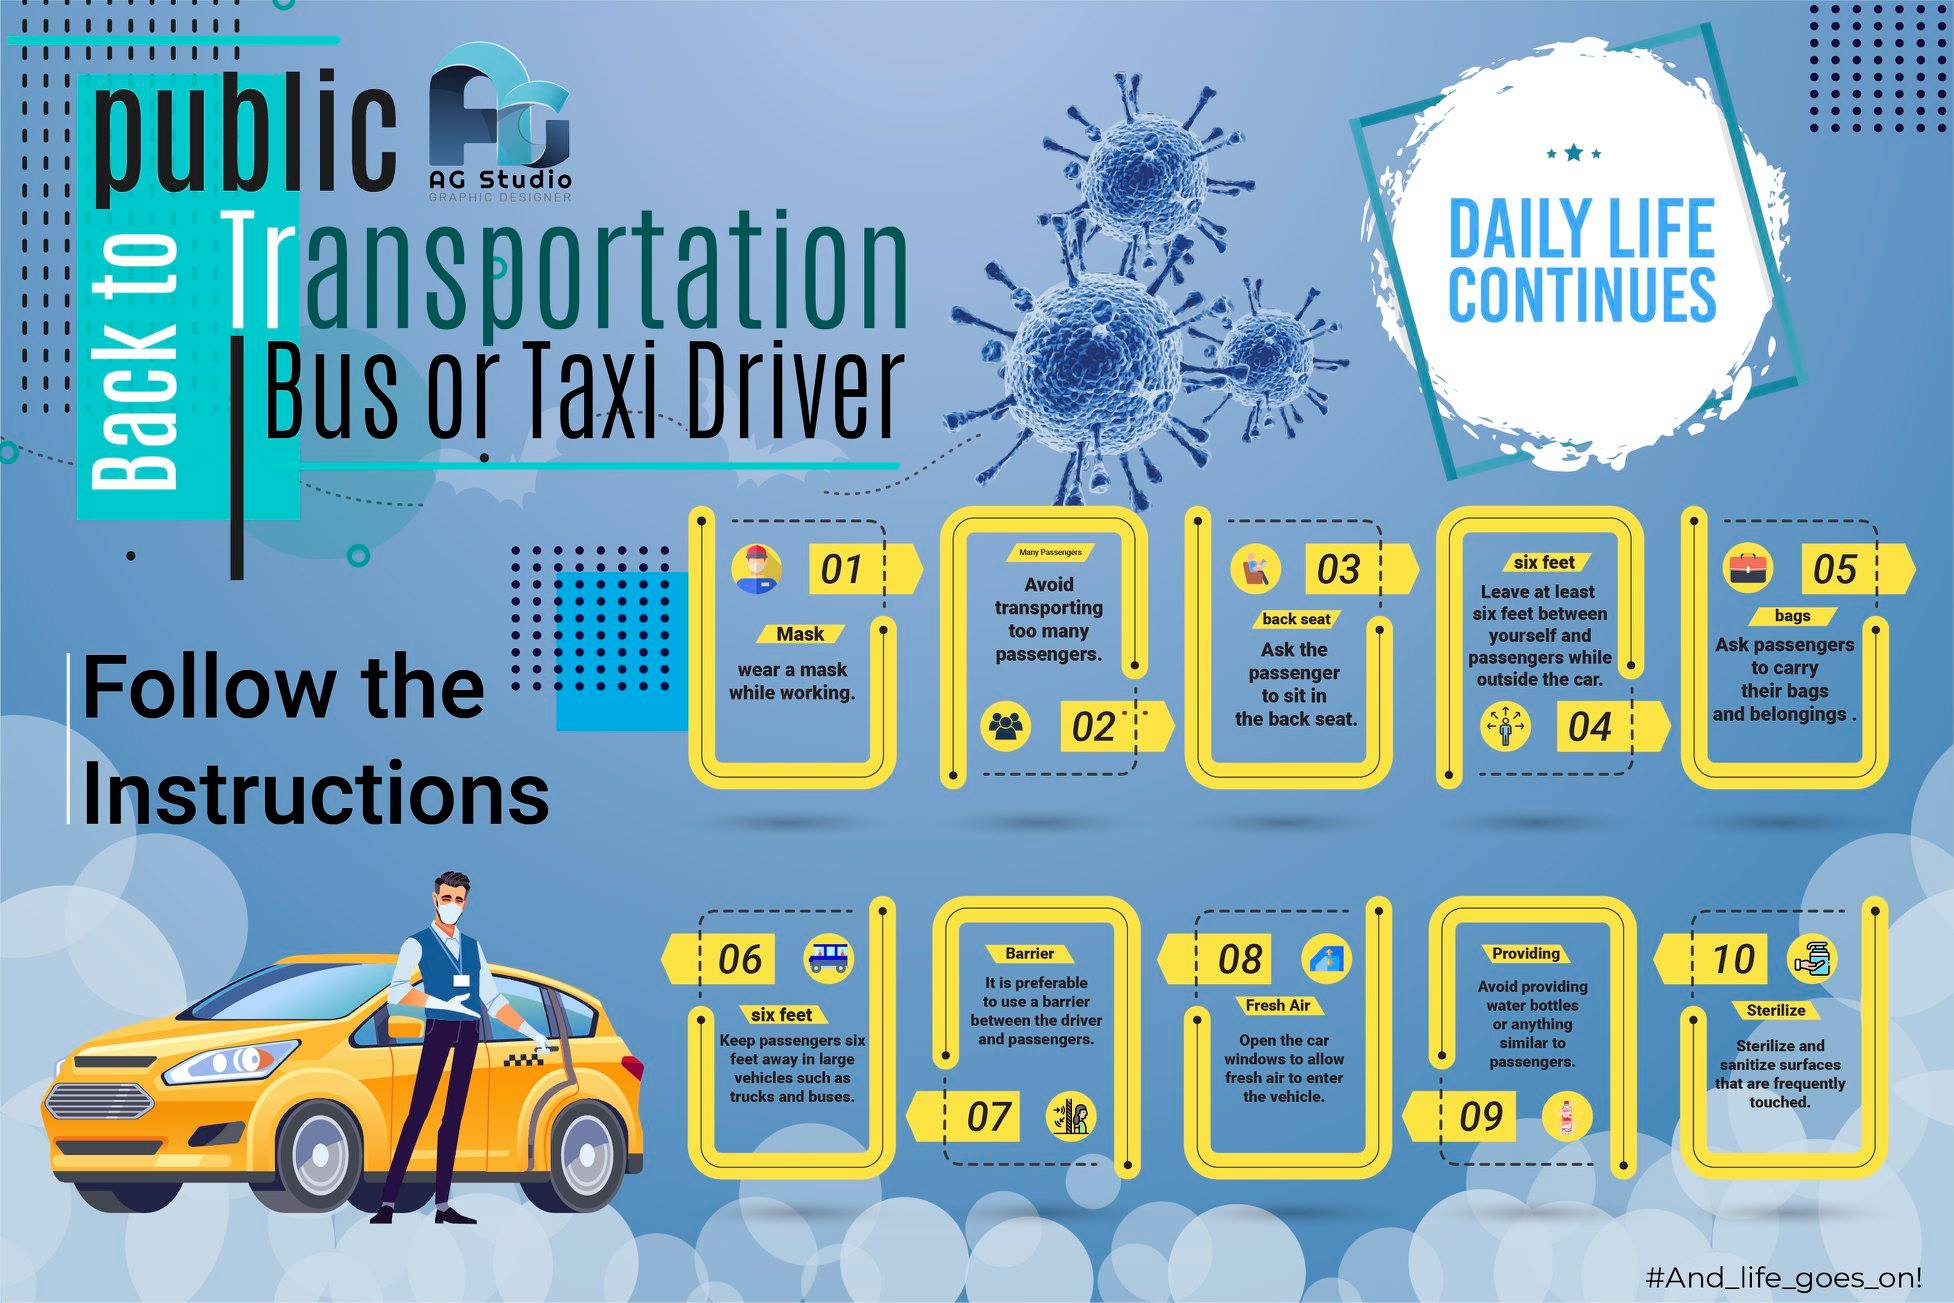 Back to
public
Transportation
Bus or Taxi Driver
AG Studio
GRAPHIC DESIGNER
DAILY LIFE
CONTINUES
Follow the
Instructions
01
Mask
wear a mask
while working.
Many Passengers
Avoid
transporting
too many
passengers.
02
03
back seat
Ask the
passenger
to sit in
the back seat.
six feet
Leave at least
six feet between
yourself and
passengers while
outside the car.
04
05
bags
Ask passengers
to carry
their bags
and belongings .
06
six feet
Keep passengers six
feet away in large
vehicles such as
trucks and buses.
Barrier
It is preferable
to use a barrier
between the driver
and passengers.
07
08
Fresh Air
Open the car
windows to allow
fresh air to enter
the vehicle.
Providing
Avoid providing
water bottles
or anything
similar to
passengers.
09
10
Sterilize
Sterilize and
sanitize surfaces
that are frequently
touched.
#And_life_goes_on!